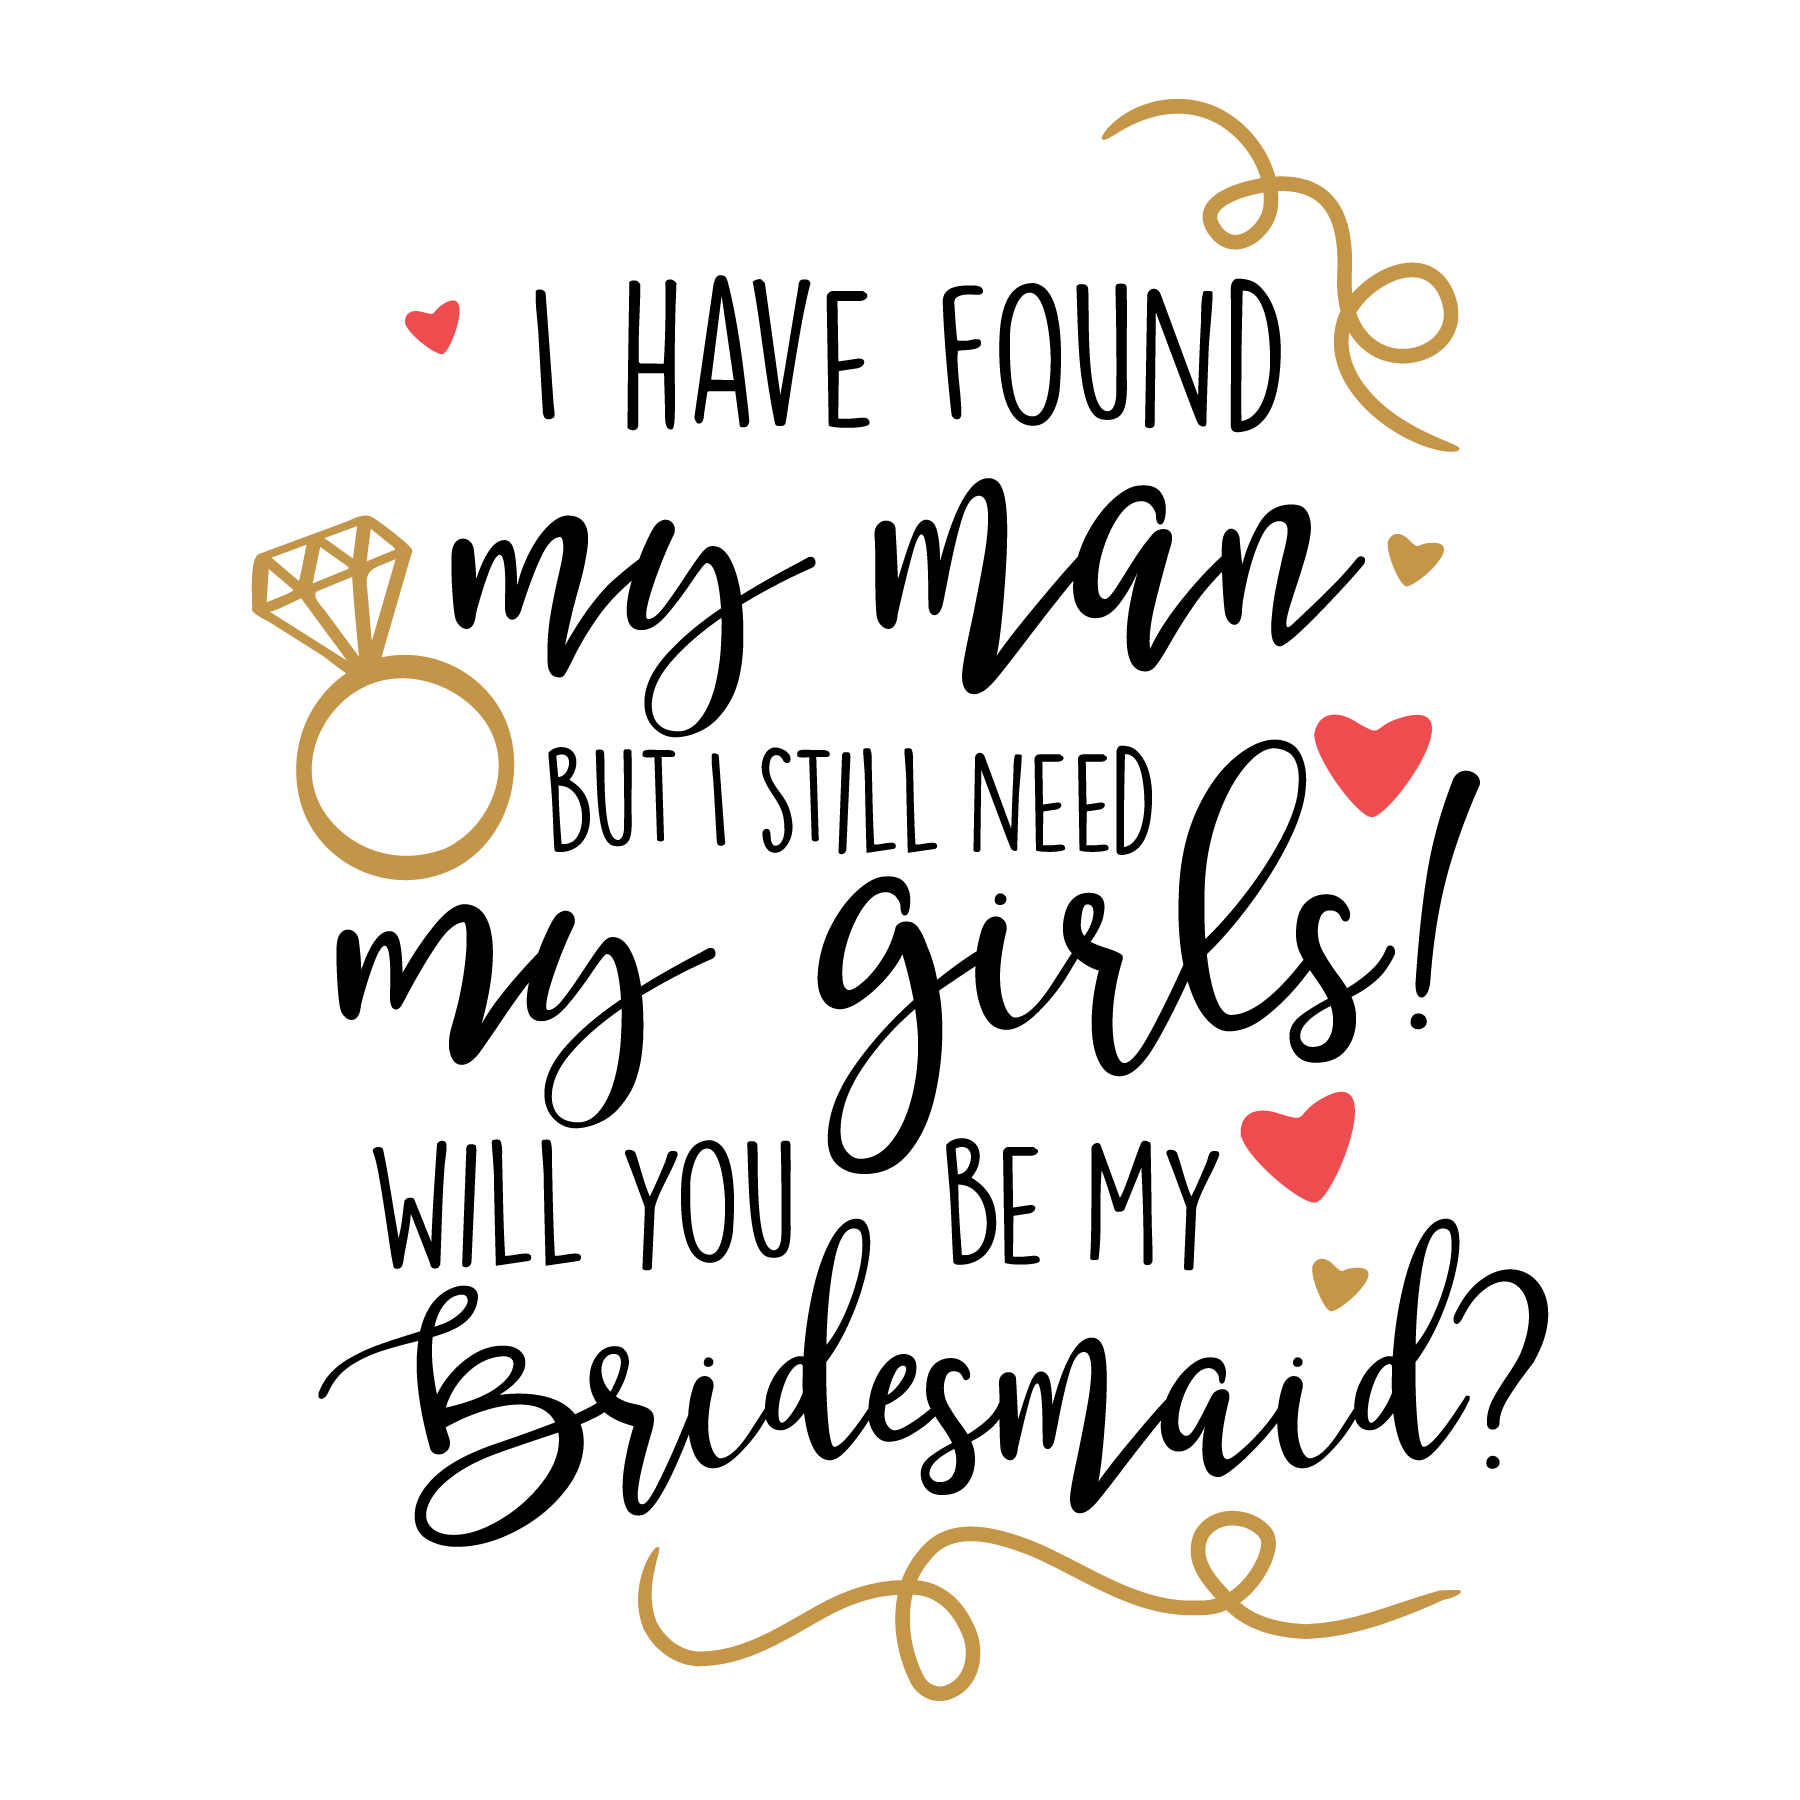 I HAVE FOUND
my man
BUT I STILL NEED
my girls!
WILL YOU BE MY
Bridesmaid?